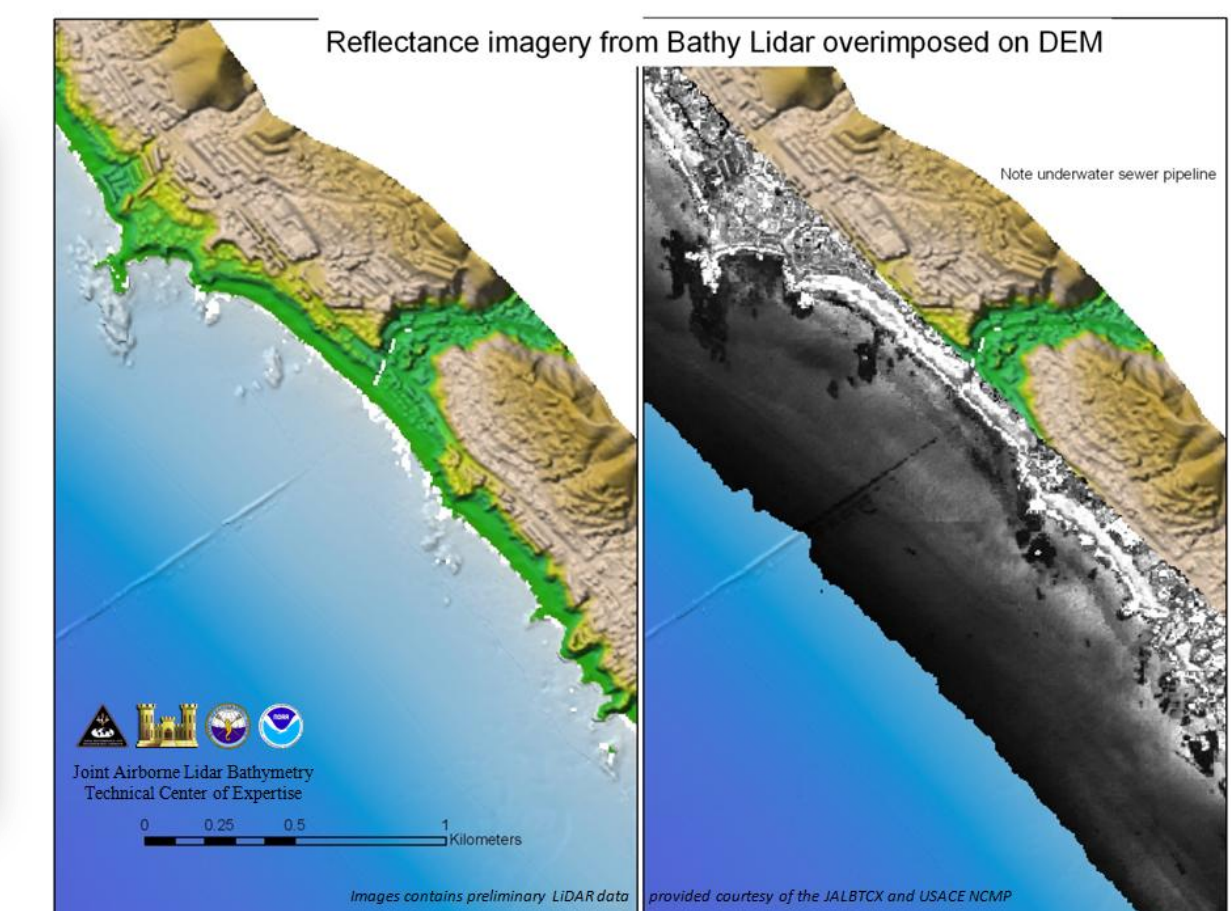 Reflectance imagery from Bathy Lidar overimposed on DEM
Note underwater sewer pipeline
NOAA
Joint Airborne Lidar Bathymetry
Technical Center of Expertise
0 0.25 0.5 1
Kilometers
Images contains preliminary LiDAR data provided courtesy of the JALBTCX and USACE NCMP